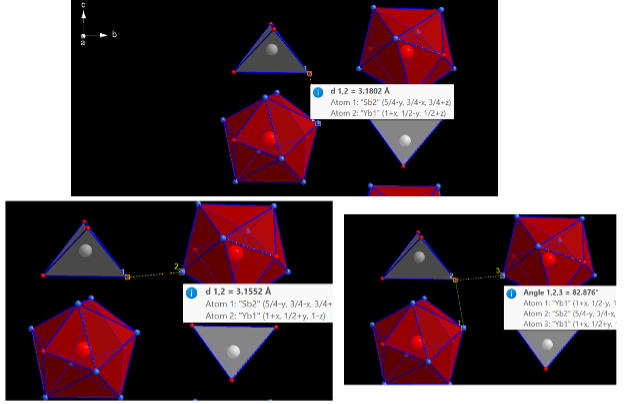 c
b
a
1
d 1,2 = 3.1802 Å
Atom 1: "Sb2" (5/4-y, 3/4-x, 3/4+z)
Atom 2: "Yb1" (1+x, 1/2-y, 1/2+z)
1
2
d 1,2 = 3.1552 Å
Atom 1: "Sb2" (5/4-y, 3/4-x, 3/4+
Atom 2: "Yb1" (1+x, 1/2+y, 1-z)
2
3
1
Angle 1,2,3 = 82.876°
Atom 1: "Yb1" (1+x, 1/2-y, 1
Atom 2: "Sb2" (5/4-y, 3/4-x,
Atom 3: "Yb1" (1+x, 1/2+y,